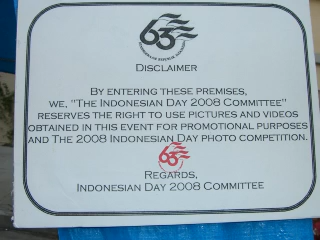 63
DISCLAIMER
BY ENTERING THESE PREMISES,
WE, "THE INDONESIAN DAY 2008 COMMITTEE"
RESERVES THE RIGHT TO USE PICTURES AND VIDEOS
OBTAINED IN THIS EVENT FOR PROMOTIONAL PURPOSES
AND THE 2008 INDONESIAN DAY PHOTO COMPETITION.
63
REGARDS,
INDONESIAN DAY 2008 COMMITTEE